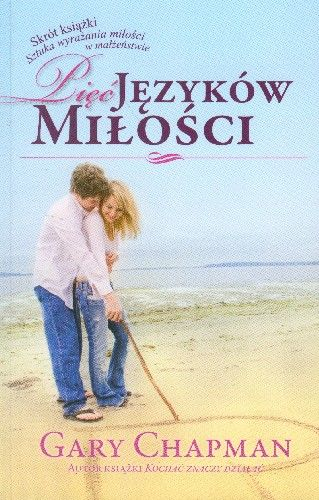 Skrót książki
Sztuka wyrażania miłości
w małżeństwie
Pięć Języków
Miłości
Gary Chapman
Autor książki Kochać znaczy działać